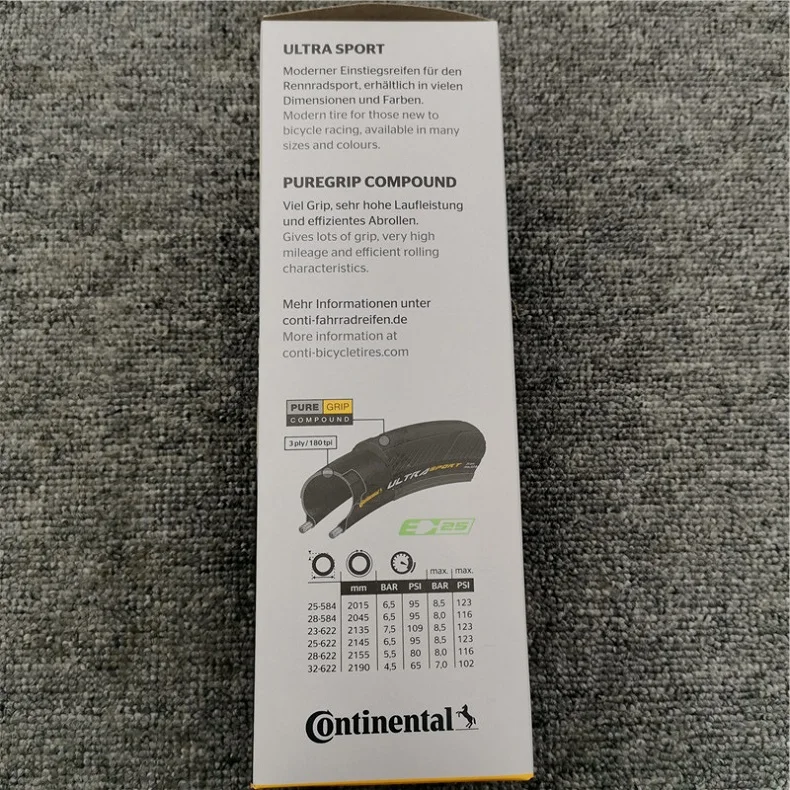 ULTRA SPORT
Moderner Einstiegsreifen für den
Rennradsport, erhältlich in vielen
Dimensionen und Farben.
Modern tire for those new to
bicycle racing, available in many
sizes and colours.
PUREGRIP COMPOUND
Viel Grip, sehr hohe Laufleistung
und effizientes Abrollen.
Gives lots of grip, very high
mileage and efficient rolling
characteristics.
Mehr Informationen unter
conti-fahrradreifen.de
More information at
conti-bicycletires.com
PURE GRIP
COMPOUND
3 ply / 180 tpi
ULTRA SPORT
25
max. max.
mm BAR PSI BAR PSI
25-584 2015 6,5 95 8,5 123
28-584 2045 6,5 95 8,0 116
23-622 2135 7,5 109 8,5 123
25-622 2145 6,5 95 8,5 123
28-622 2155 5,5 80 8,0 116
32-622 2190 4,5 65 7,0 102
Continental